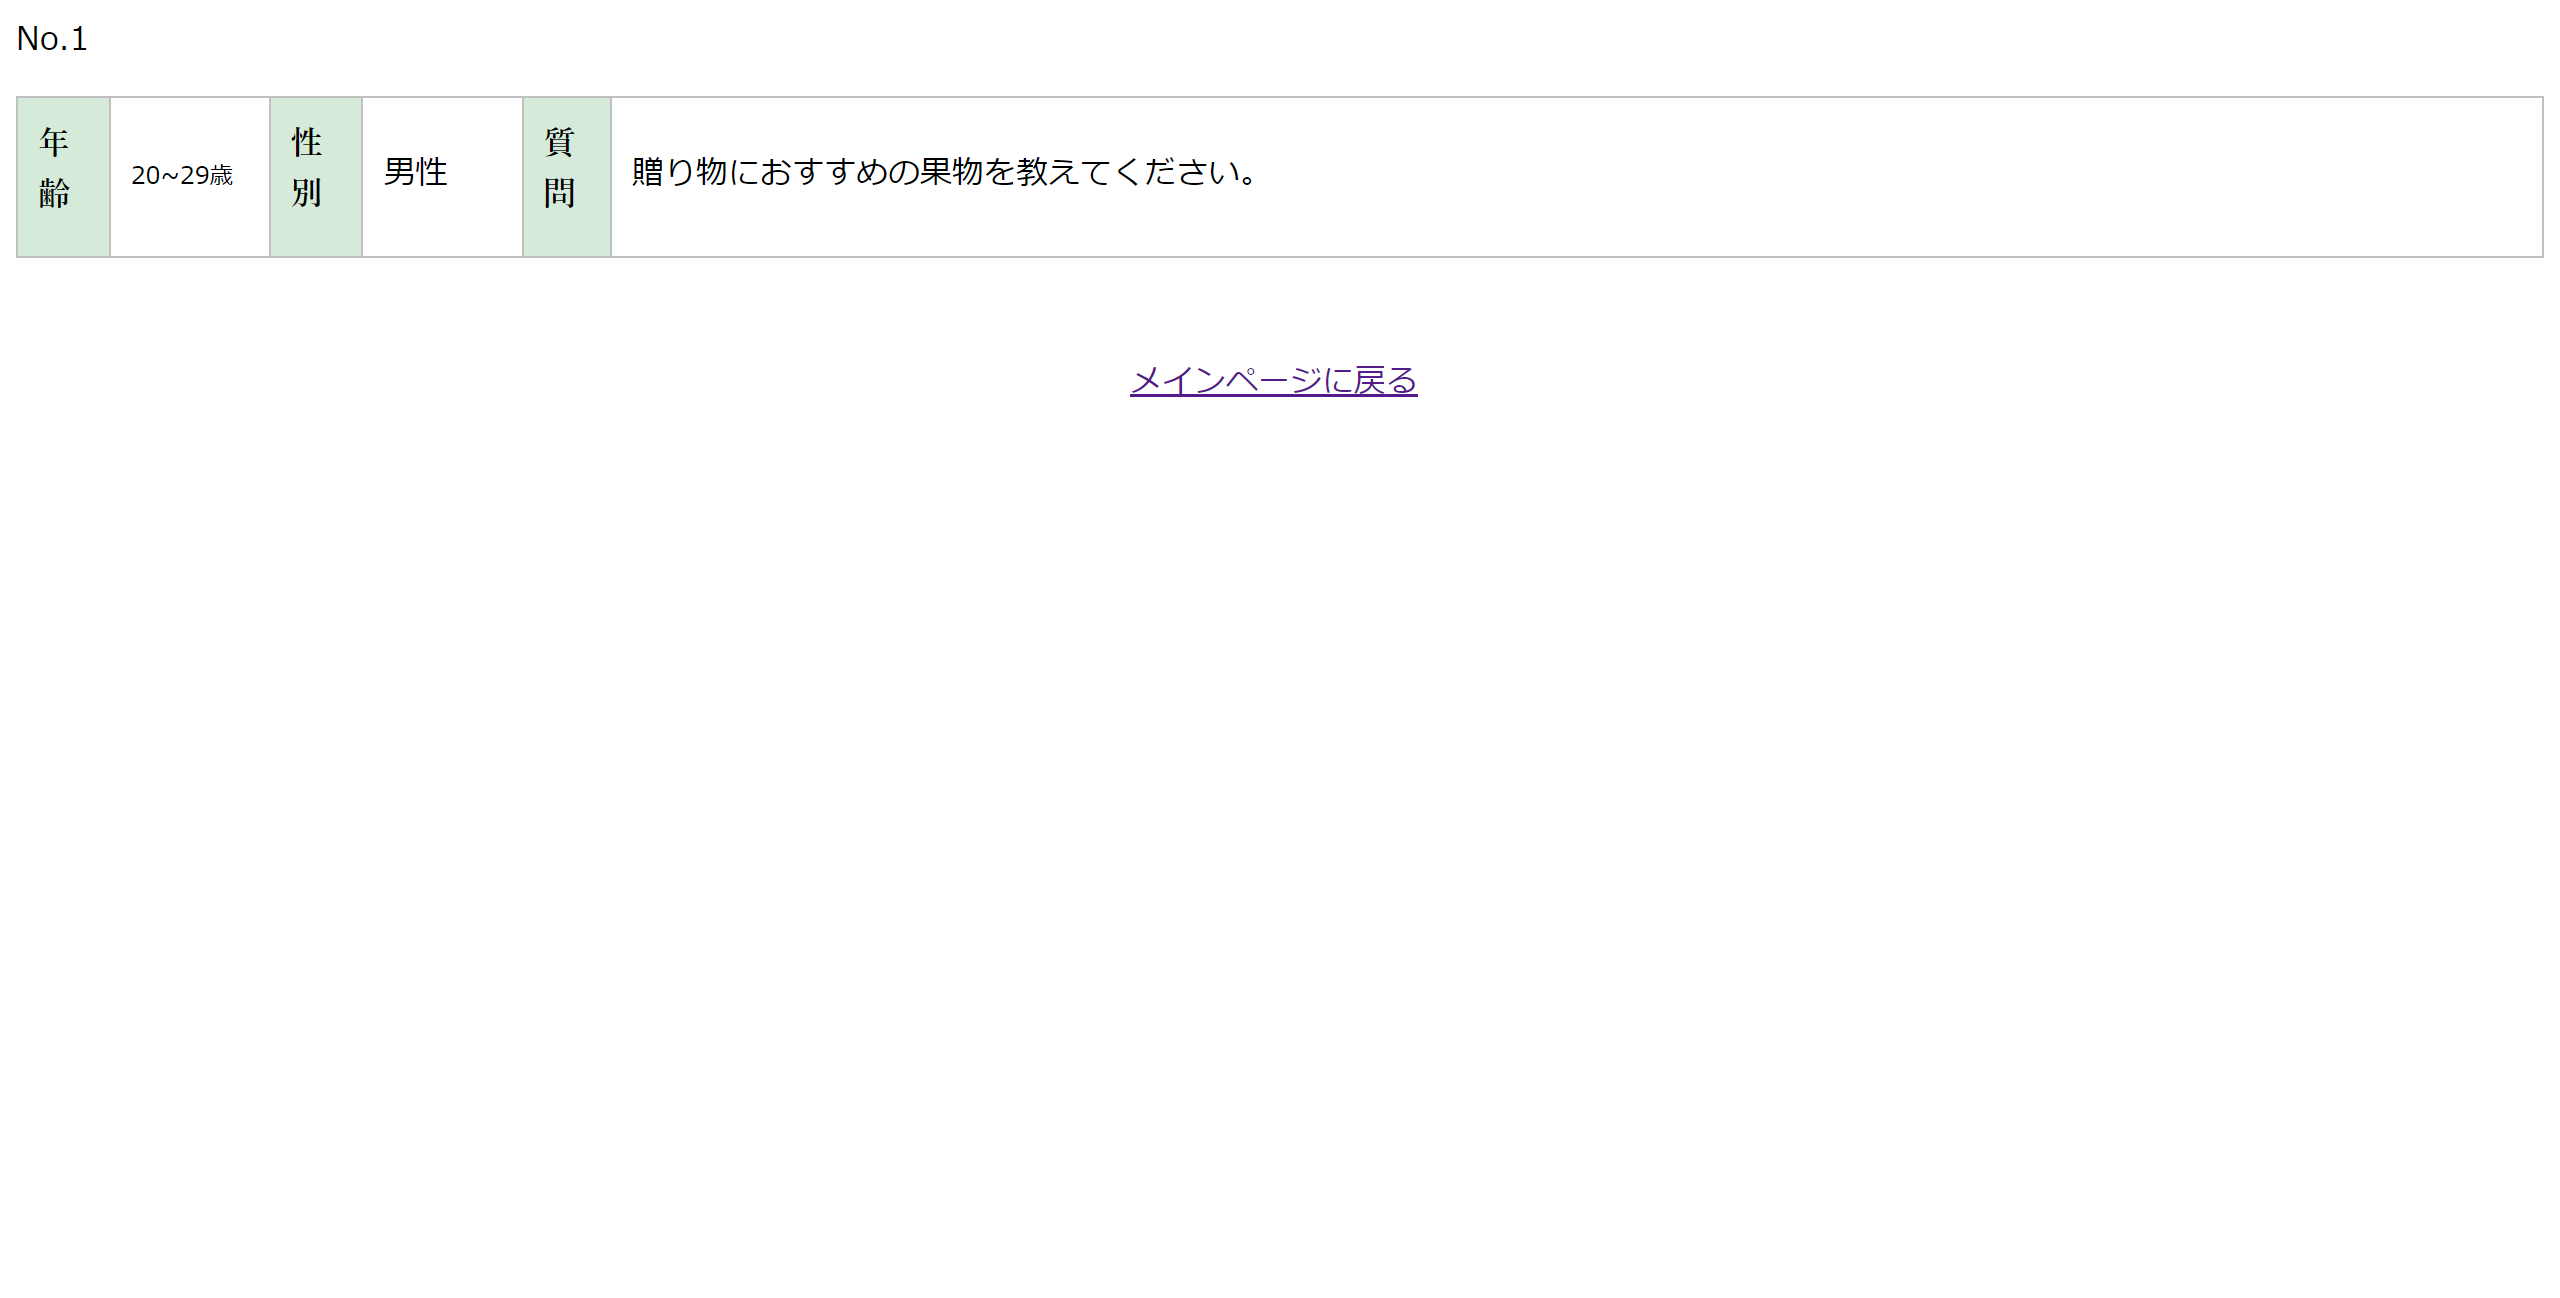 No.1
年齢
20~29歳
性別
男性
質問
贈り物におすすめの果物を教えてください。
メインページに戻る